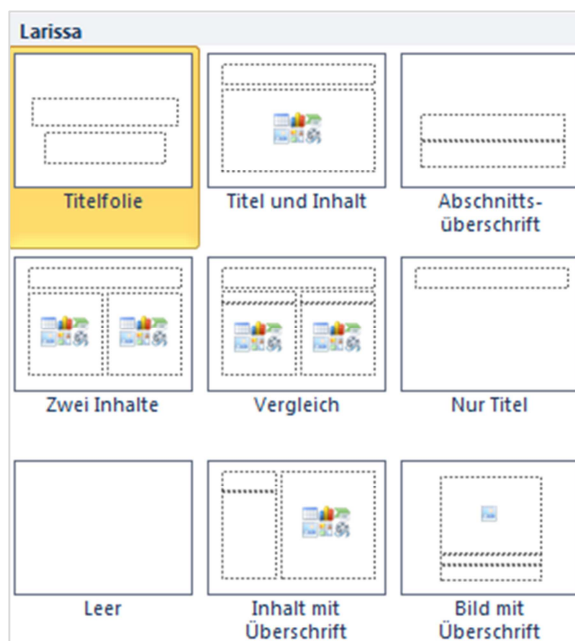 Larissa
Titelfolie
Titel und Inhalt
Abschnitts-
überschrift
Zwei Inhalte
Vergleich
Nur Titel
Leer
Inhalt mit
Überschrift
Bild mit
Überschrift